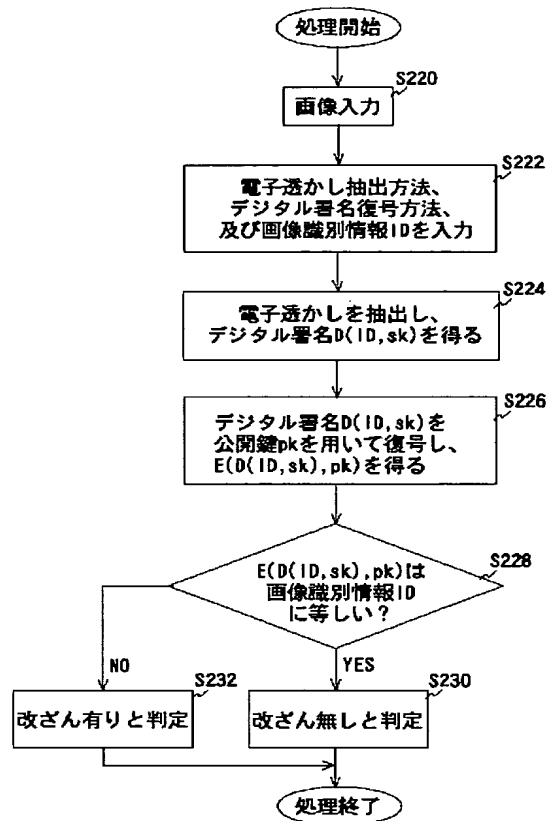 処理開始
S220
画像入力
S222
電子透かし抽出方法、
デジタル署名復号方法、
及び画像識別情報IDを入力
S224
電子透かしを抽出し、
デジタル署名D(ID,sk)を得る
S226
デジタル署名D(ID,sk)を
公開鍵pkを用いて復号し、
E(D(ID,sk),pk)を得る
S228
E(D(ID,sk),pk)は
画像識別情報ID
に等しい？
NO
YES
S232
改ざん有りと判定
S230
改ざん無しと判定
処理終了